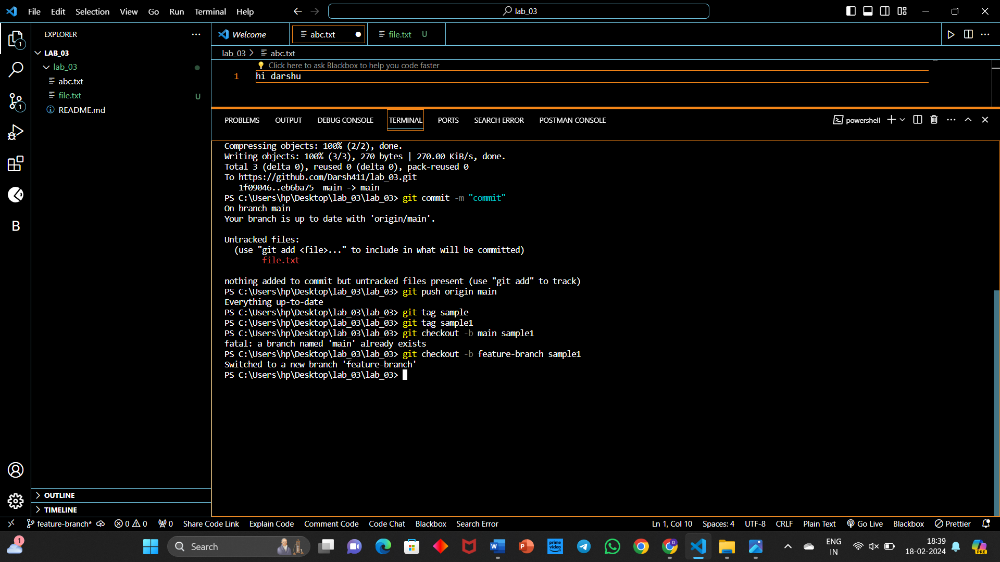 File Edit Selection View Go Run Terminal Help
lab_03
1
1
B
EXPLORER
LAB_03
lab_03
abc.txt
file.txt U
README.md
OUTLINE
TIMELINE
Welcome
abc.txt
file.txt U
lab_03 > abc.txt
Click here to ask Blackbox to help you code faster
1 hi darshu
PROBLEMS OUTPUT DEBUG CONSOLE TERMINAL PORTS SEARCH ERROR POSTMAN CONSOLE
powershell
Compressing objects: 100% (2/2), done.
Writing objects: 100% (3/3), 270 bytes | 270.00 KiB/s, done.
Total 3 (delta 0), reused 0 (delta 0), pack-reused 0
To https://github.com/Darsh411/lab_03.git
1f09046..eb6ba75  main -> main
PS C:\Users\hp\Desktop\lab_03\lab_03> git commit -m "commit"
On branch main
Your branch is up to date with 'origin/main'.
Untracked files:
(use "git add <file>..." to include in what will be committed)
file.txt
nothing added to commit but untracked files present (use "git add" to track)
PS C:\Users\hp\Desktop\lab_03\lab_03> git push origin main
Everything up-to-date
PS C:\Users\hp\Desktop\lab_03\lab_03> git tag sample
PS C:\Users\hp\Desktop\lab_03\lab_03> git tag sample1
PS C:\Users\hp\Desktop\lab_03\lab_03> git checkout -b main sample1
fatal: a branch named 'main' already exists
PS C:\Users\hp\Desktop\lab_03\lab_03> git checkout -b feature-branch sample1
Switched to a new branch 'feature-branch'
PS C:\Users\hp\Desktop\lab_03\lab_03>
feature-branch* 0 0 0 Share Code Link Explain Code Comment Code Code Chat Blackbox Search Error
Ln 1, Col 10 Spaces: 4 UTF-8 CRLF Plain Text Go Live Blackbox Prettier
1
Search
W
P
prime video
D
ENG
IN
18:39
18-02-2024
PRE